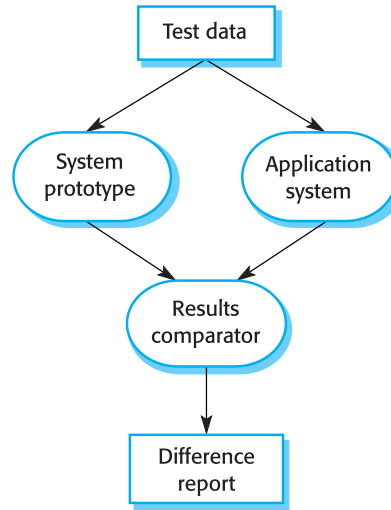 Test data
System
prototype
Application
system
Results
comparator
Difference
report